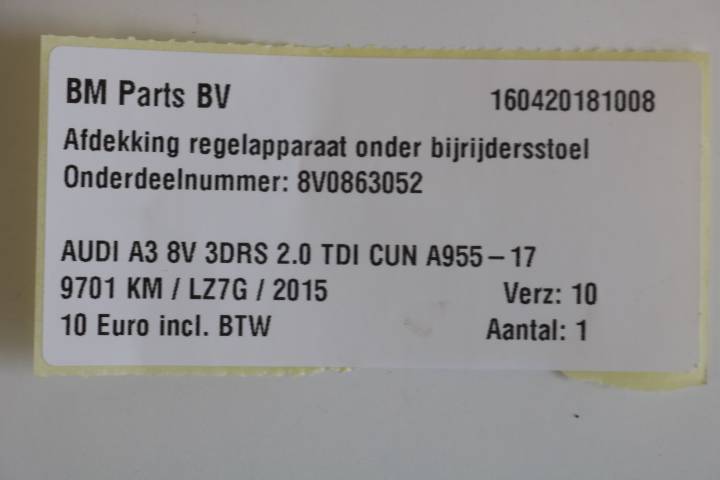 BM Parts BV 160420181008
Afdekking regelapparaat onder bijrijdersstoel
Onderdeelnummer: 8V0863052
AUDI A3 8V 3DRS 2.0 TDI CUN A955-17
9701 KM / LZ7G / 2015 Verz: 10
10 Euro incl. BTW Aantal: 1